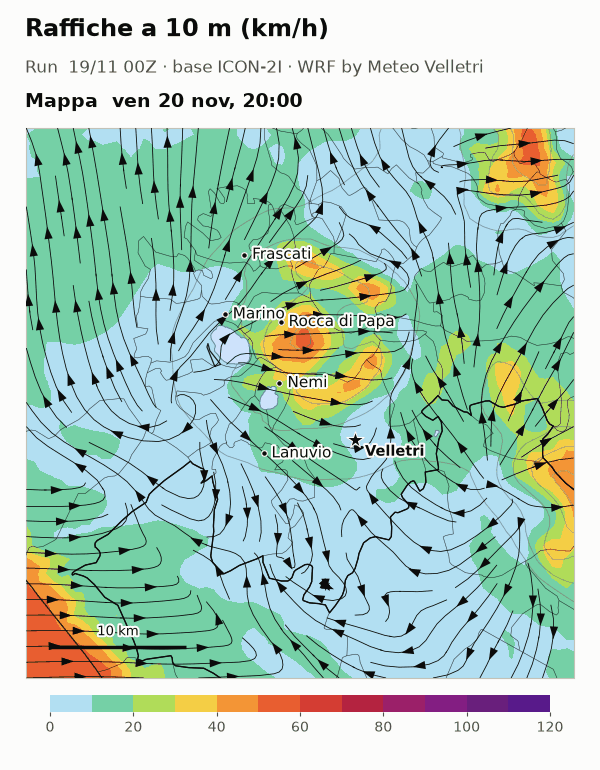 Raffiche a 10 m (km/h)
Run  19/11 00Z · base ICON-2I · WRF by Meteo Velletri
Mappa  ven 20 nov, 20:00
Frascati
Marino
Rocca di Papa
Nemi
Velletri
Lanuvio
10 km
0 20 40 60 80 100 120